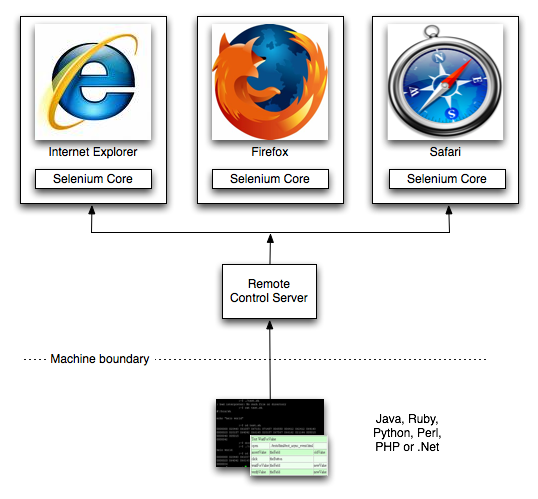 Internet Explorer
Firefox
Safari
Selenium Core
Selenium Core
Selenium Core
Remote
Control Server
Machine boundary
Java, Ruby,
Python, Perl,
PHP or .Net